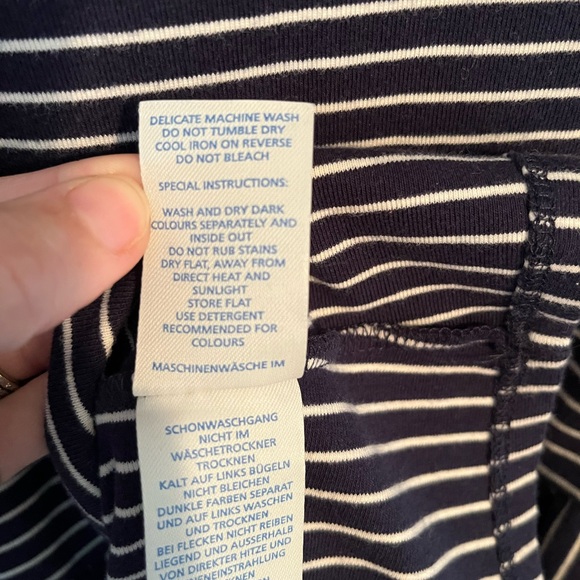 DELICATE MACHINE WASH
DO NOT TUMBLE DRY
COOL IRON ON REVERSE
DO NOT BLEACH
SPECIAL INSTRUCTIONS:
WASH AND DRY DARK
COLOURS SEPARATELY AND
INSIDE OUT
DO NOT RUB STAINS
DRY FLAT, AWAY FROM
DIRECT HEAT AND
SUNLIGHT
STORE FLAT
USE DETERGENT
RECOMMENDED FOR
COLOURS
MASCHINENWÄSCHE IM
SCHONWASCHGANG
NICHT IM
WÄSCHETROCKNER
TROCKNEN
KALT AUF LINKS BÜGELN
NICHT BLEICHEN
DUNKLE FARBEN SEPARAT
UND AUF LINKS WASCHEN
UND TROCKNEN
BEI FLECKEN NICHT REIBEN
LIEGEND UND AUSSERHALB
VON DIREKTER HITZE UND